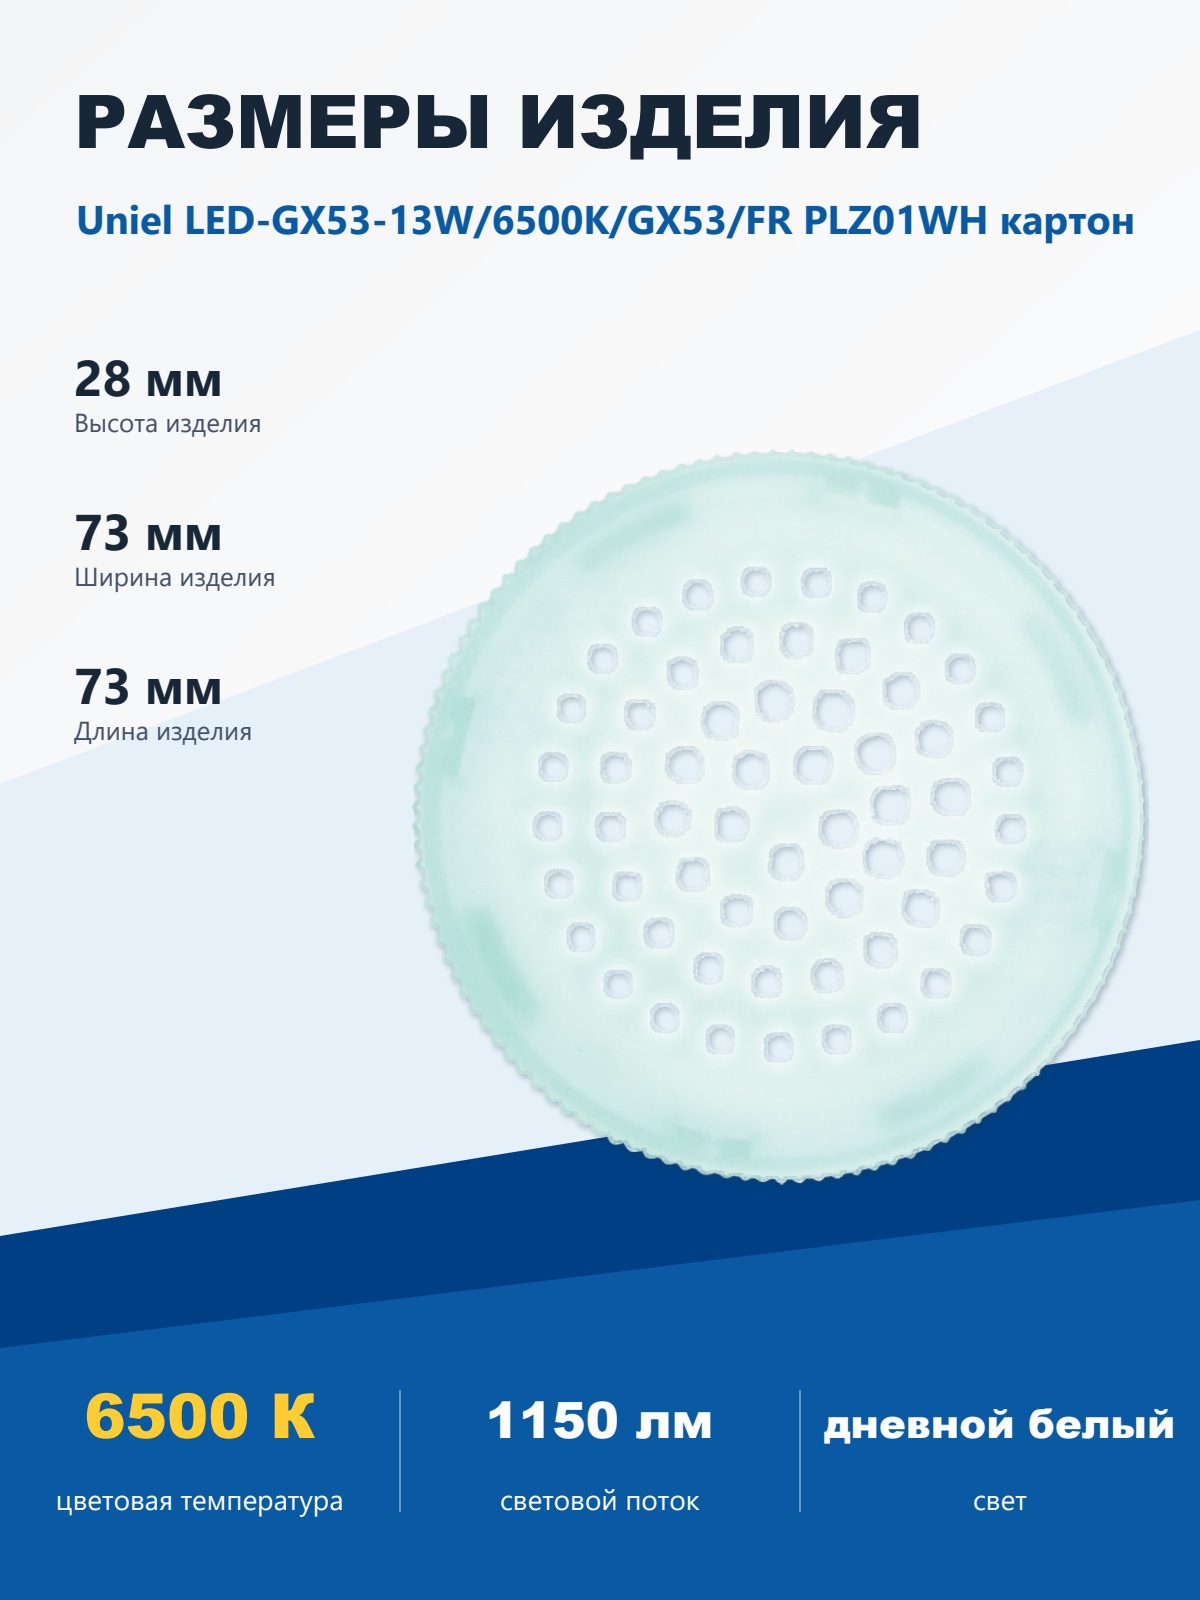 РАЗМЕРЫ ИЗДЕЛИЯ
Uniel LED-GX53-13W/6500K/GX53/FR PLZ01WH картон
28 мм
Высота изделия
73 мм
Ширина изделия
73 мм
Длина изделия
6500 К
цветовая температура
1150 лм
световой поток
дневной белый
свет